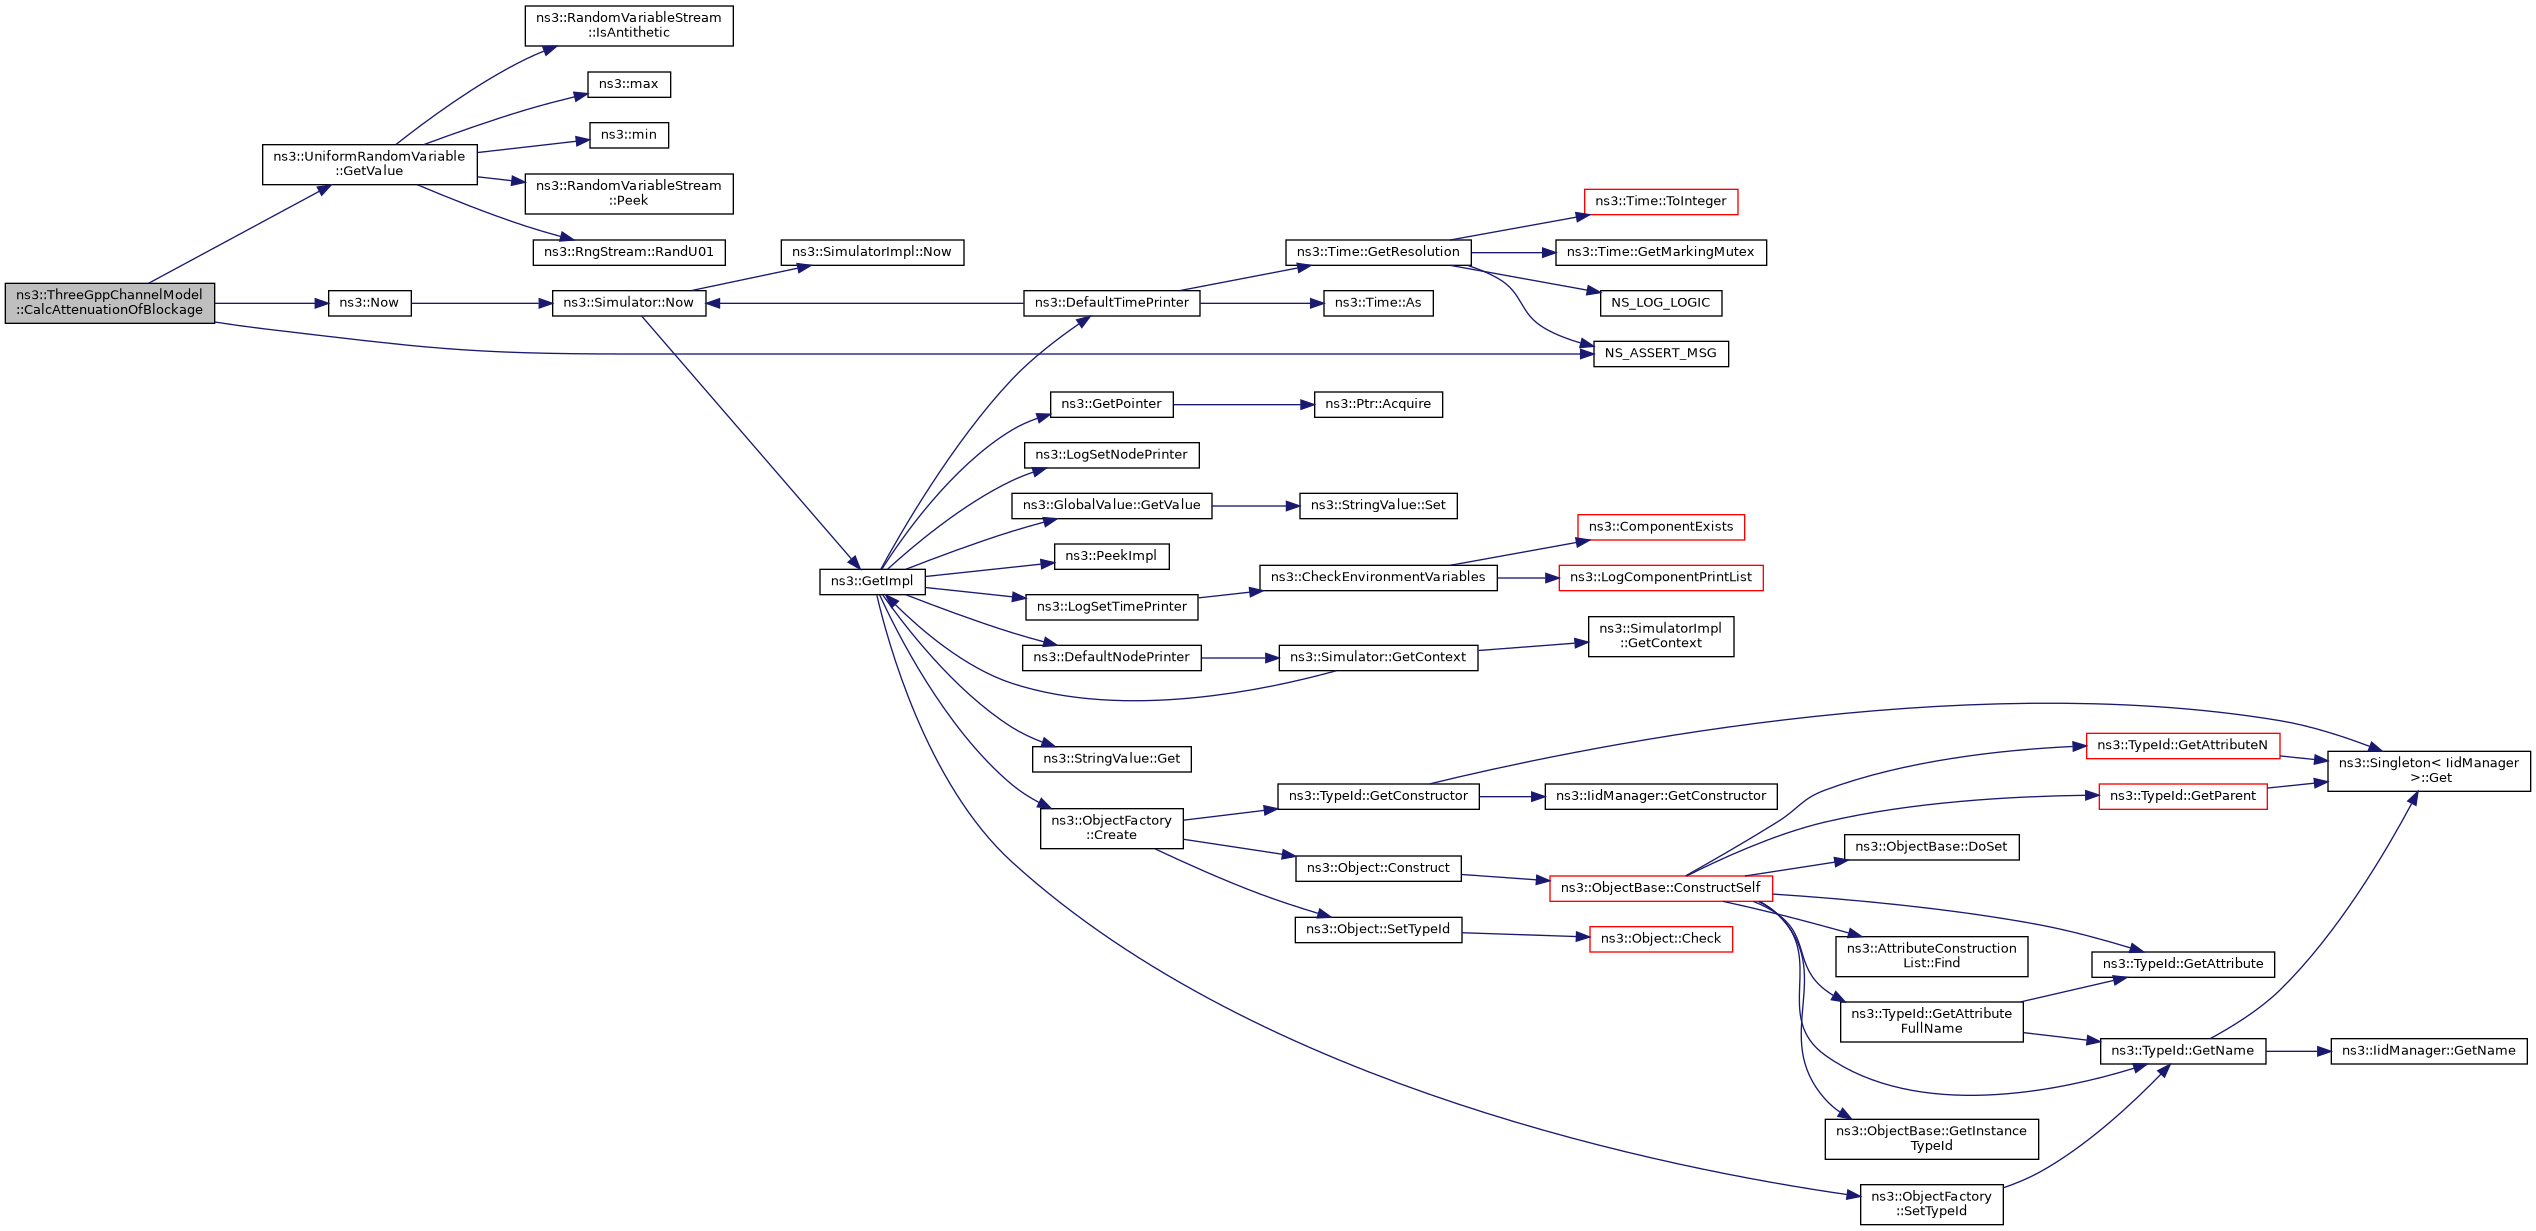 ns3::RandomVariableStream
::IsAntithetic
ns3::max
ns3::min
ns3::UniformRandomVariable
::GetValue
ns3::RandomVariableStream
::Peek
ns3::RngStream::RandU01
ns3::ThreeGppChannelModel
::CalcAttenuationOfBlockage
ns3::Now
ns3::Simulator::Now
ns3::SimulatorImpl::Now
ns3::DefaultTimePrinter
ns3::Time::GetResolution
ns3::Time::As
ns3::Time::ToInteger
ns3::Time::GetMarkingMutex
NS_LOG_LOGIC
NS_ASSERT_MSG
ns3::GetPointer
ns3::Ptr::Acquire
ns3::LogSetNodePrinter
ns3::GlobalValue::GetValue
ns3::StringValue::Set
ns3::PeekImpl
ns3::GetImpl
ns3::LogSetTimePrinter
ns3::CheckEnvironmentVariables
ns3::ComponentExists
ns3::LogComponentPrintList
ns3::DefaultNodePrinter
ns3::Simulator::GetContext
ns3::SimulatorImpl
::GetContext
ns3::StringValue::Get
ns3::ObjectFactory
::Create
ns3::TypeId::GetConstructor
ns3::IidManager::GetConstructor
ns3::Object::Construct
ns3::ObjectBase::ConstructSelf
ns3::Object::SetTypeId
ns3::Object::Check
ns3::TypeId::GetAttributeN
ns3::TypeId::GetParent
ns3::Singleton< IidManager
>::Get
ns3::ObjectBase::DoSet
ns3::AttributeConstruction
List::Find
ns3::TypeId::GetAttribute
ns3::TypeId::GetAttribute
FullName
ns3::TypeId::GetName
ns3::IidManager::GetName
ns3::ObjectBase::GetInstance
TypeId
ns3::ObjectFactory
::SetTypeId